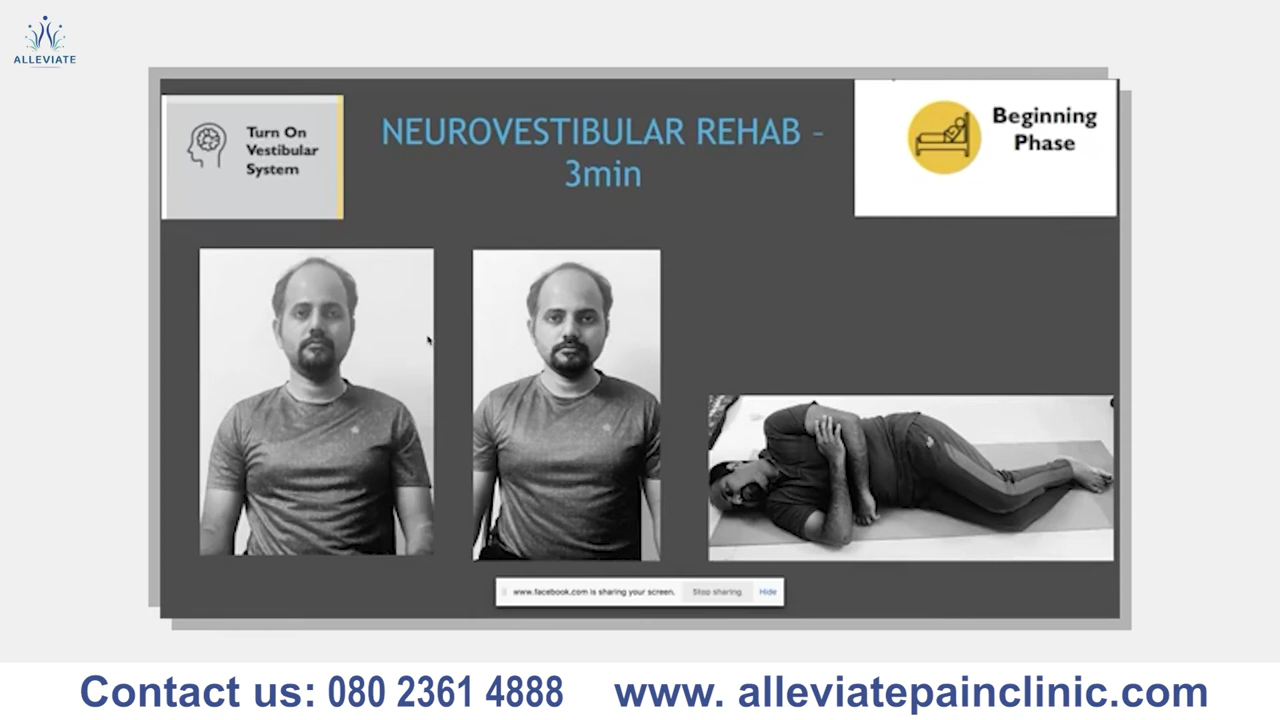 ALLEVIATE
Turn On
Vestibular
System
NEUROVESTIBULAR REHAB -
3min
Beginning
Phase
www.facebook.com is sharing your screen. Stop sharing Hide
Contact us: 080 2361 4888 www. alleviatepainclinic.com